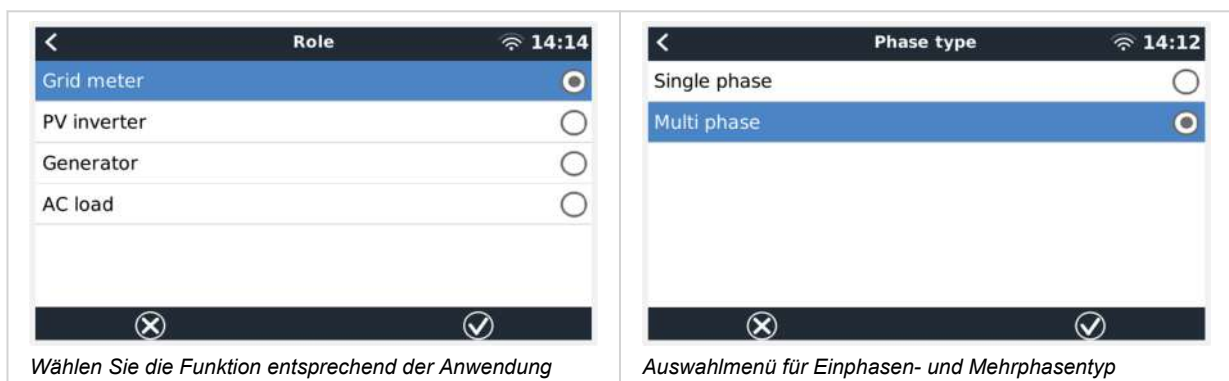 Role
14:14
Grid meter
PV inverter
Generator
AC load
Wählen Sie die Funktion entsprechend der Anwendung
Phase type
14:12
Single phase
Multi phase
Auswahlmenü für Einphasen- und Mehrphasentyp